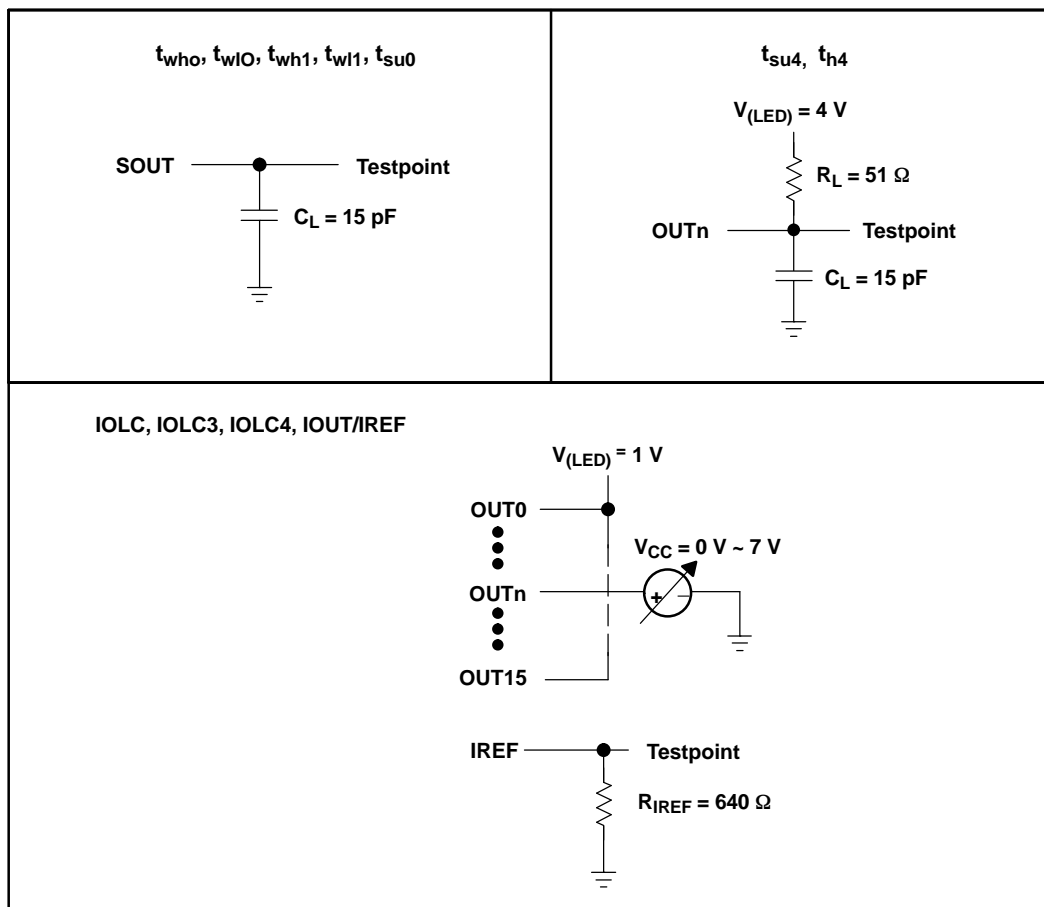 twho, twlO, twh1, twl1, tsu0
SOUT
Testpoint
CL = 15 pF
tsu4, th4
V(LED) = 4 V
RL = 51 Ω
OUTn
Testpoint
CL = 15 pF
IOLC, IOLC3, IOLC4, IOUT/IREF
V(LED) = 1 V
OUT0
VCC = 0 V ~ 7 V
OUTn
+ −
OUT15
IREF
Testpoint
RIREF = 640 Ω